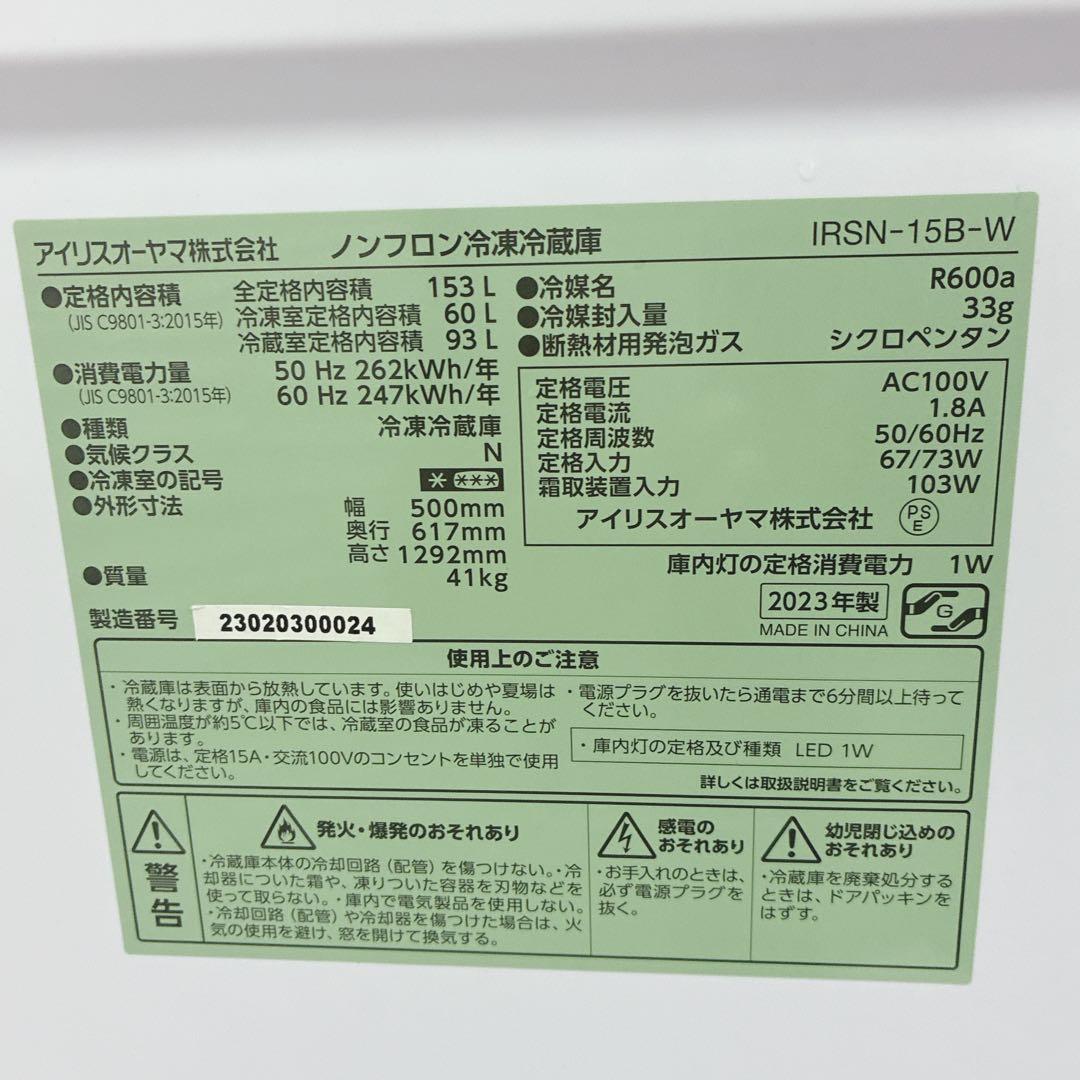 アイリスオーヤマ株式会社 ノンフロン冷凍冷蔵庫 IRSN-15B-W
●定格内容積 全定格内容積 153 L
(JIS C9801-3:2015年) 冷凍室定格内容積 60 L
冷蔵室定格内容積 93 L
●消費電力量 50 Hz 262kWh/年
(JIS C9801-3:2015年) 60 Hz 247kWh/年
●種類 冷凍冷蔵庫
●気候クラス N
●冷凍室の記号 * ***
●外形寸法 幅 500mm
奥行 617mm
高さ 1292mm
●質量 41kg
製造番号 23020300024
●冷媒名 R600a
●冷媒封入量 33g
●断熱材用発泡ガス シクロペンタン
定格電圧 AC100V
定格電流 1.8A
定格周波数 50/60Hz
定格入力 67/73W
霜取装置入力 103W
アイリスオーヤマ株式会社 PSE
庫内灯の定格消費電力 1W
2023年製
MADE IN CHINA
G
使用上のご注意
・冷蔵庫は表面から放熱しています。使いはじめや夏場は
熱くなりますが、庫内の食品には影響ありません。
・周囲温度が約5℃以下では、冷蔵室の食品が凍ることが
あります。
・電源は、定格15A・交流100Vのコンセントを単独で使用
してください。
・電源プラグを抜いたら通電まで6分間以上待って
ください。
・庫内灯の定格及び種類 LED 1W
詳しくは取扱説明書をご覧ください。
警告
発火・爆発のおそれあり
・冷蔵庫本体の冷却回路(配管)を傷つけない。・冷
却器についた霜や、凍りついた容器を刃物などを
使って取らない。・庫内で電気製品を使用しない。
・冷却回路(配管)や冷却器を傷つけた場合は、火
気の使用を避け、窓を開けて換気する。
感電の
おそれあり
・お手入れのときは、
必ず電源プラグを
抜く。
幼児閉じ込めの
おそれあり
・冷蔵庫を廃棄処分する
ときは、ドアパッキンを
はずす。